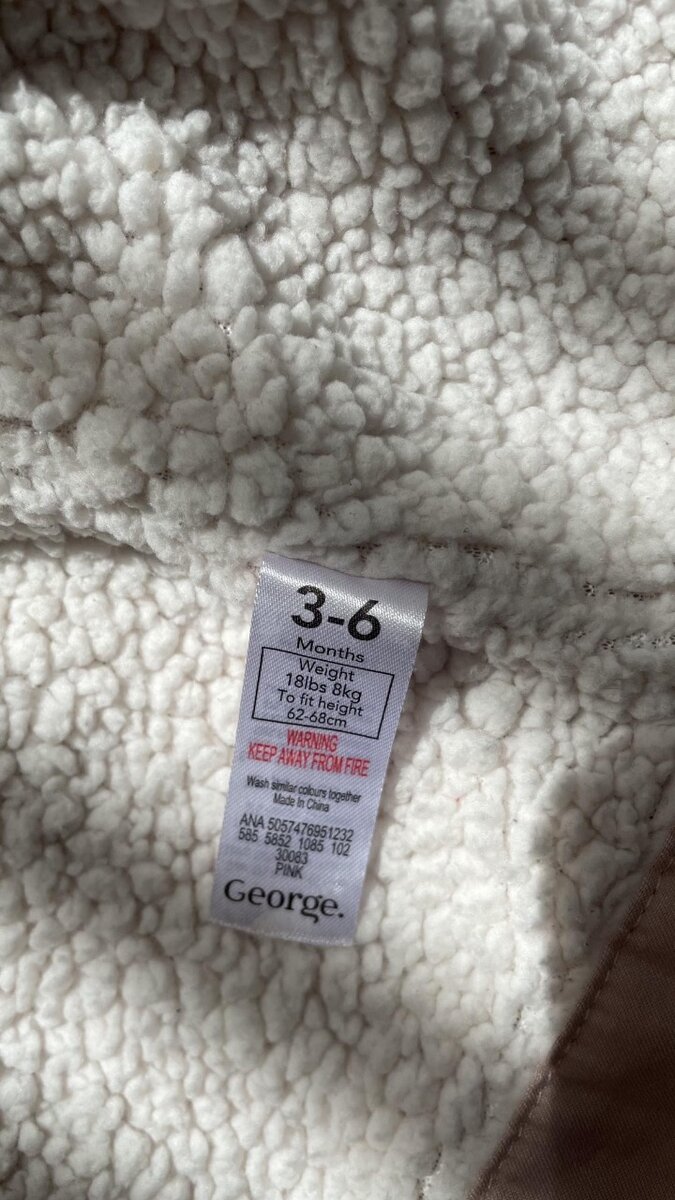 3-6
Months
Weight
18lbs 8kg
To fit height
62-68cm
WARNING
KEEP AWAY FROM FIRE
Wash similar colours together
Made In China
ANA 5057476951232
585 5852 1085 102
30083
PINK
George.